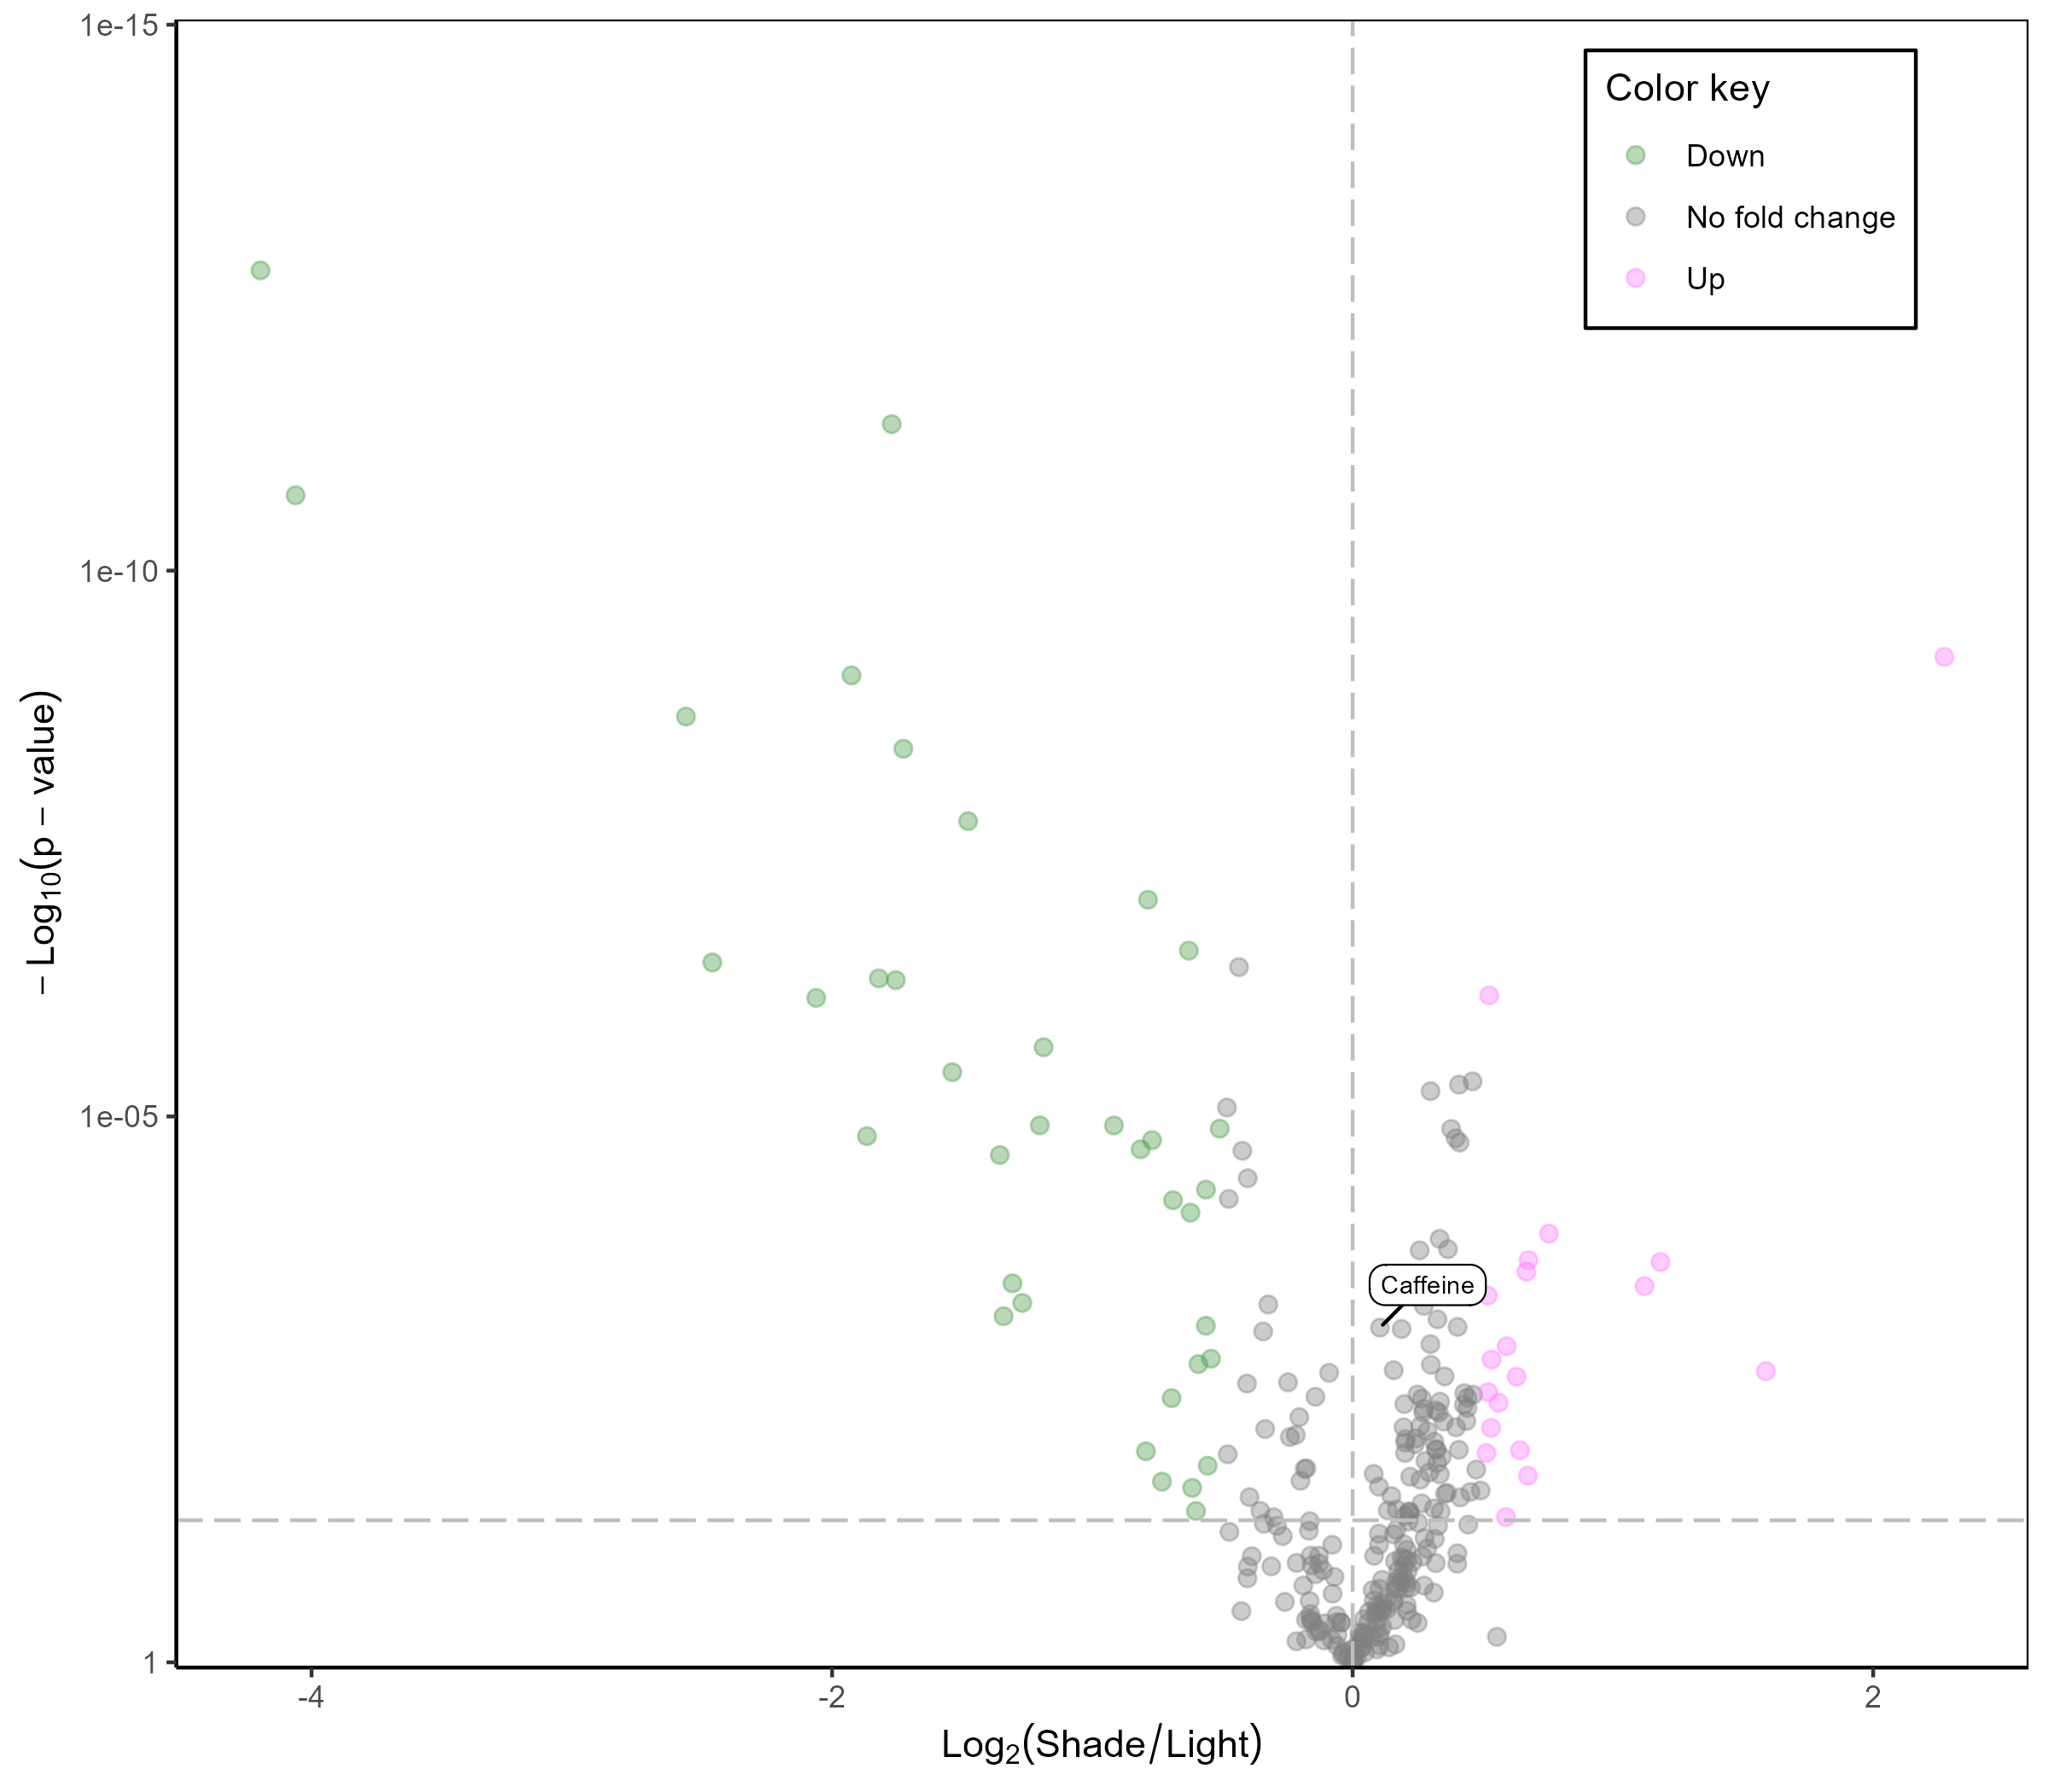 1e-15
1e-10
1e-05
1
− Log10(p − value)
Color key
Down
No fold change
Up
Caffeine
-4
-2
0
2
Log2(Shade/Light)